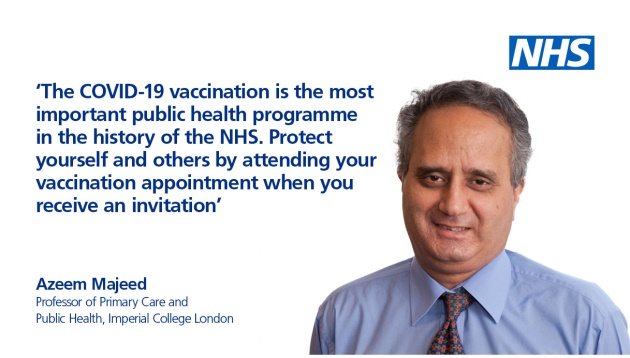 NHS
‘The COVID-19 vaccination is the most
important public health programme
in the history of the NHS. Protect
yourself and others by attending your
vaccination appointment when you
receive an invitation’
Azeem Majeed
Professor of Primary Care and
Public Health, Imperial College London